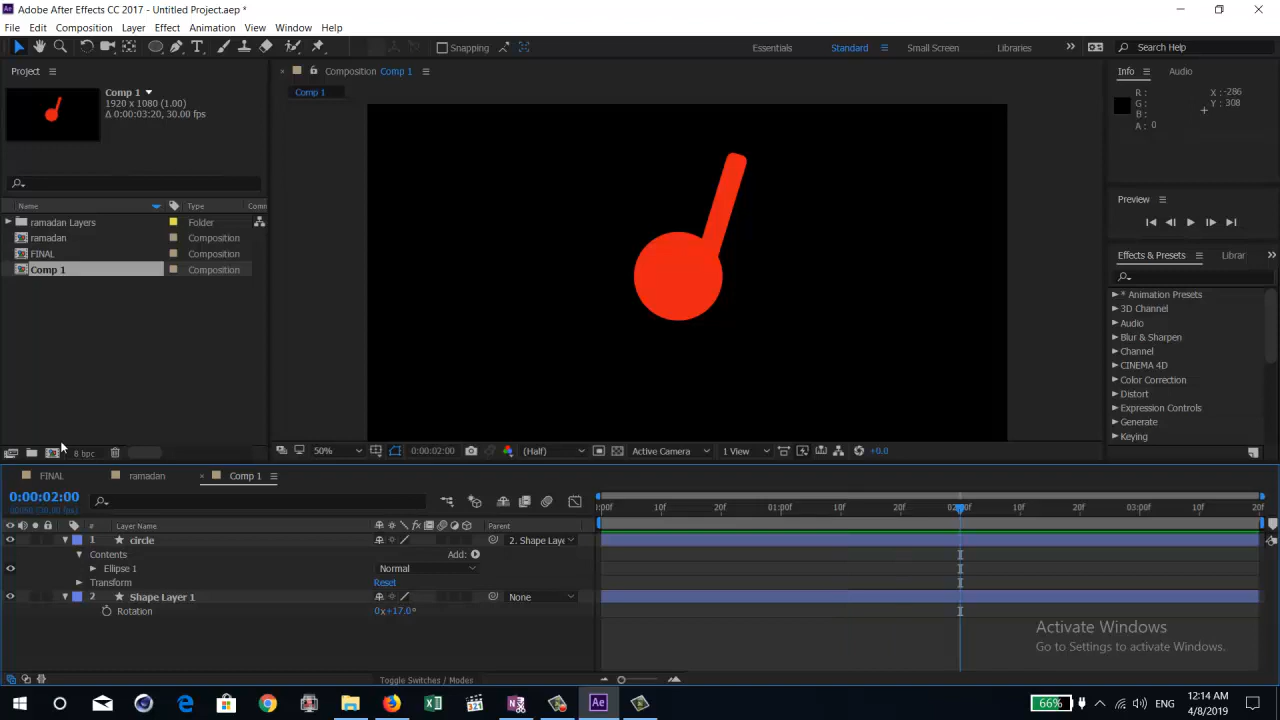 Adobe After Effects CC 2017 - Untitled Project.aep *
File Edit Composition Layer Effect Animation View Window Help
Snapping
Essentials Standard Small Screen Libraries
Search Help
Project
Composition Comp 1
Info Audio
Comp 1
1920 x 1080 (1.00)
Δ 0:00:03:20, 30.00 fps
Comp 1
R :
G :
B :
A : 0
X : -286
Y : 308
Preview
Name Type Comm
ramadan Layers Folder
ramadan Composition
FINAL Composition
Comp 1 Composition
Effects & Presets Librar
* Animation Presets
3D Channel
Audio
Blur & Sharpen
Channel
CINEMA 4D
Color Correction
Distort
Expression Controls
Generate
Keying
8 bpc
50% 0:00:02:00 (Half) Active Camera 1 View +0.0
FINAL ramadan Comp 1
0:00:02:00
00060 (30.00 fps)
:00f 10f 20f 01:00f 10f 20f 02:00f 10f 20f 03:00f 10f 20f
# Layer Name Parent
1 circle 2. Shape Laye
Contents Add:
Ellipse 1 Normal
Transform Reset
2 Shape Layer 1 None
Rotation 0x+17.0°
Activate Windows
Go to Settings to activate Windows.
Toggle Switches / Modes
66% ENG 12:14 AM
4/8/2019